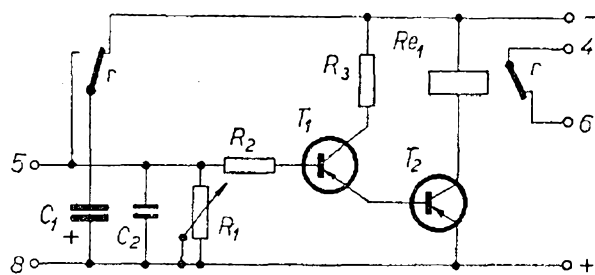 −
r
R₃
Re₁
4
r
T₁
6
R₂
T₂
5
C₁
+
C₂
R₁
8
+